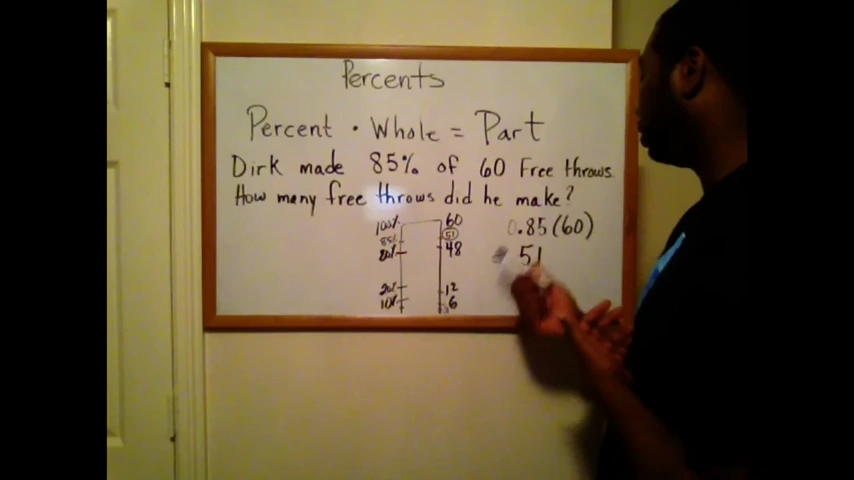 Percents
Percent • Whole = Part
Dirk made 85% of 60 Free throws.
How many free throws did he make?
100% 60
85% 51
80% 48
20% 12
10% 6
0.85(60)
= 51